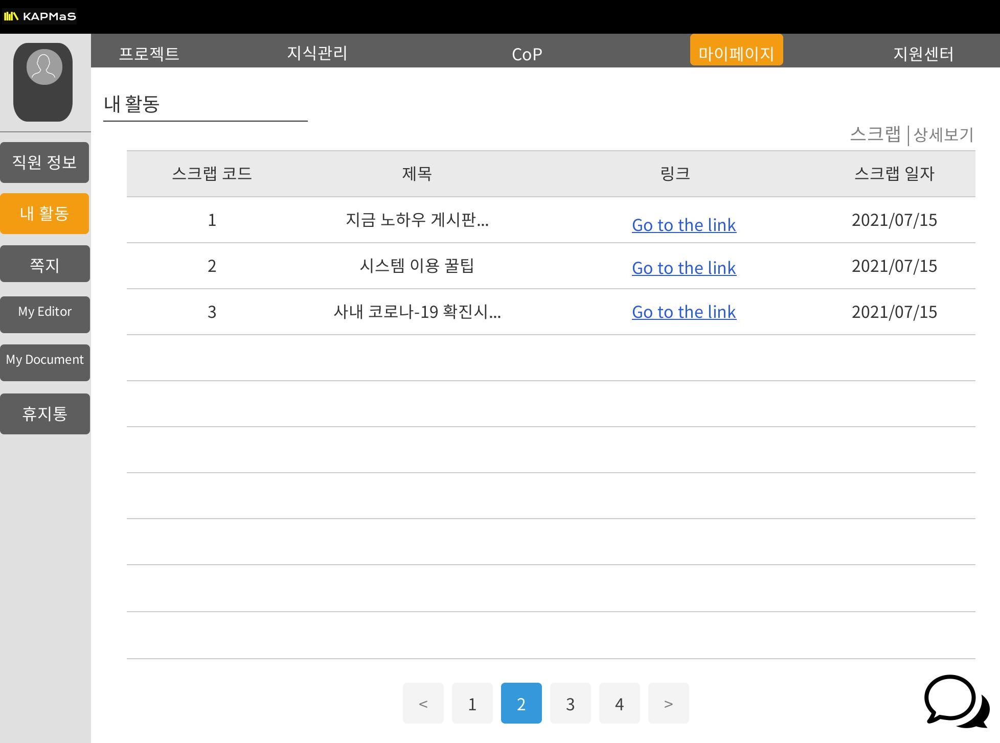 KAPMaS
프로젝트 지식관리 CoP 마이페이지 지원센터
내 활동
스크랩 | 상세보기
직원 정보
내 활동
쪽지
My Editor
My Document
휴지통
스크랩 코드 제목 링크 스크랩 일자
1 지금 노하우 게시판... Go to the link 2021/07/15
2 시스템 이용 꿀팁 Go to the link 2021/07/15
3 사내 코로나-19 확진시... Go to the link 2021/07/15
< 1 2 3 4 >